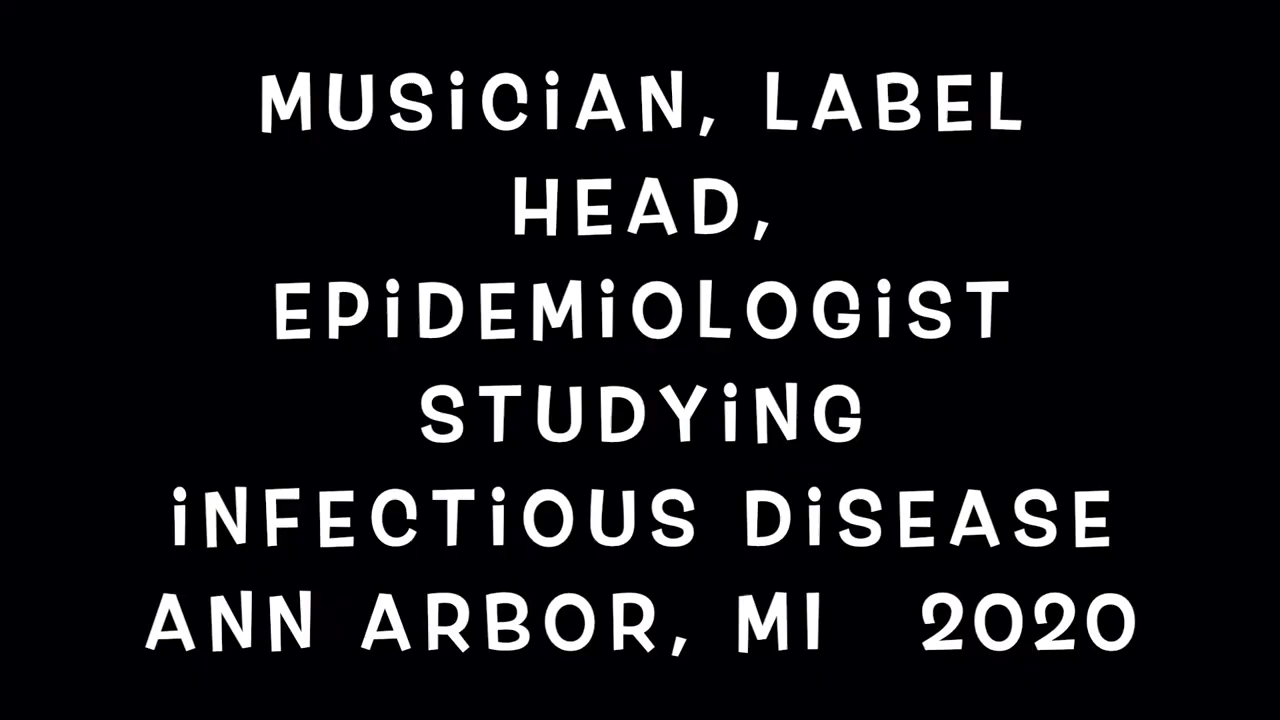 MUSiCiAN, LABEL
HEAD,
EPiDEMiOLOGiST
STUDYiNG
iNFECTiOUS DiSEASE
ANN ARBOR, MI 2020